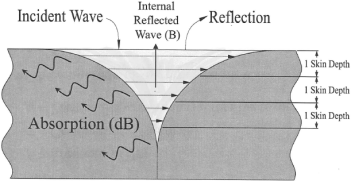 Incident Wave
Internal
Reflected
Wave (B)
Reflection
1 Skin Depth
1 Skin Depth
1 Skin Depth
Absorption (dB)